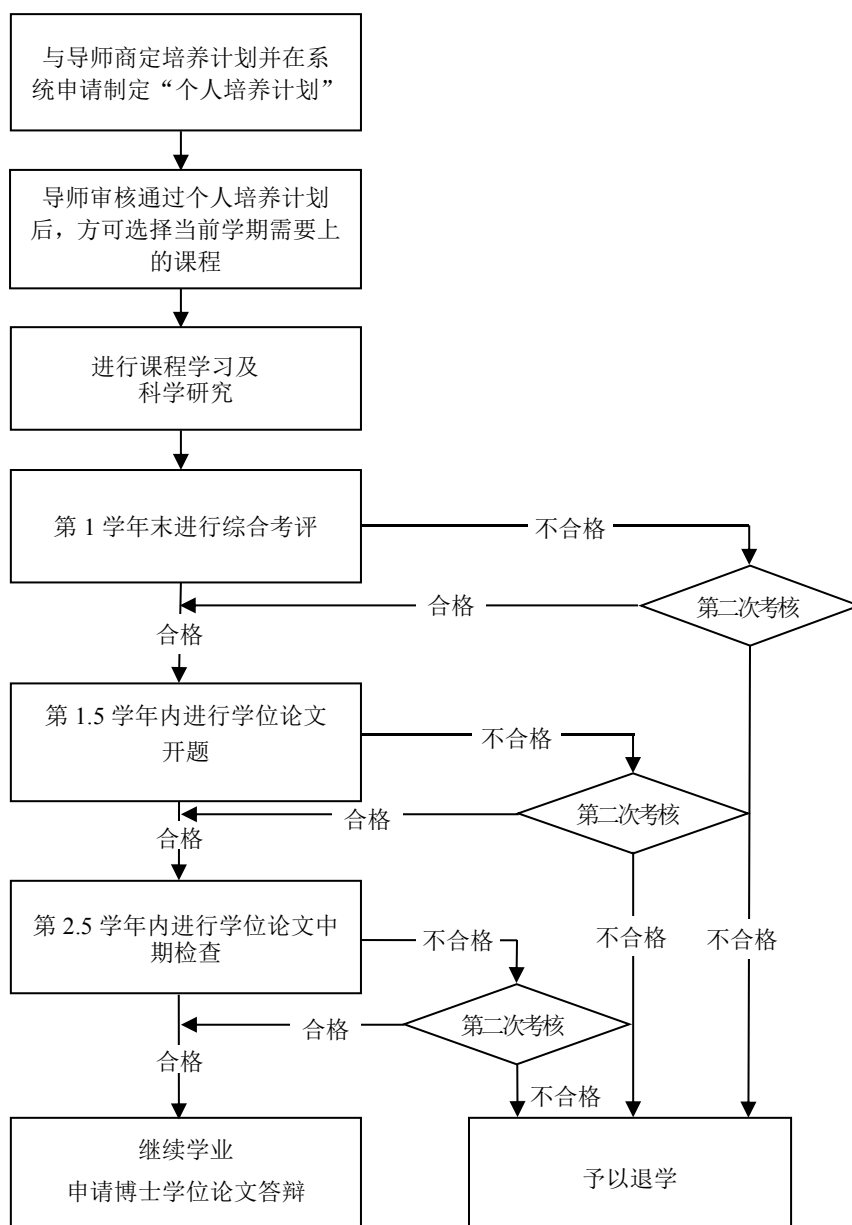 与导师商定培养计划并在系
统申请制定“个人培养计划”
导师审核通过个人培养计划
后，方可选择当前学期需要上
的课程
进行课程学习及
科学研究
第 1 学年末进行综合考评
不合格
第二次考核
合格
合格
第 1.5 学年内进行学位论文
开题
不合格
第二次考核
合格
合格
第 2.5 学年内进行学位论文中
期检查
不合格
不合格
不合格
第二次考核
合格
合格
不合格
继续学业
申请博士学位论文答辩
予以退学